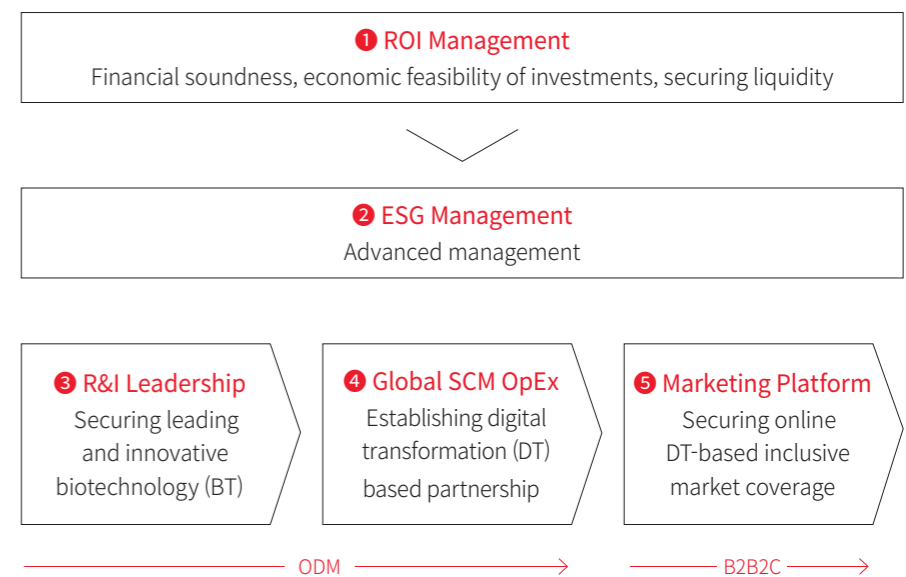 ❶ ROI Management
Financial soundness, economic feasibility of investments, securing liquidity
❷ ESG Management
Advanced management
❸ R&I Leadership
Securing leading
and innovative
biotechnology (BT)
❹ Global SCM OpEx
Establishing digital
transformation (DT)
based partnership
❺ Marketing Platform
Securing online
DT-based inclusive
market coverage
ODM
B2B2C